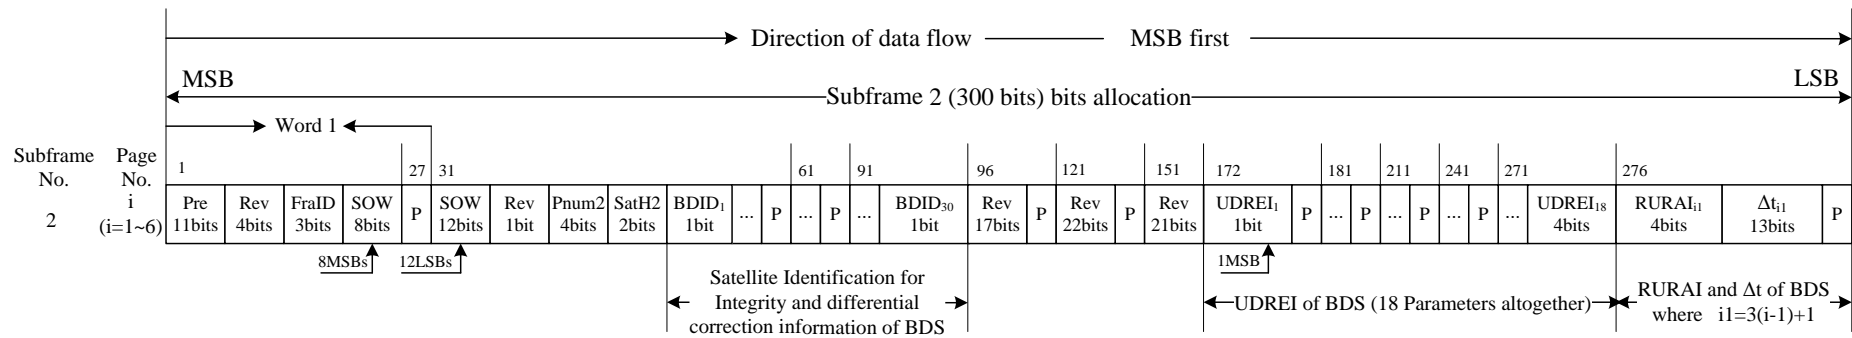 Direction of data flow MSB first
MSB LSB
Subframe 2 (300 bits) bits allocation
Word 1
Subframe No. Page No.
1 27 31 61 91 96 121 151 172 181 211 241 271 276
2 i (i=1~6)
Pre 11bits
Rev 4bits
FraID 3bits
SOW 8bits
P
SOW 12bits
Rev 1bit
Pnum2 4bits
SatH2 2bits
BDID₁ 1bit
...
P
...
P
...
BDID₃₀ 1bit
Rev 17bits
P
Rev 22bits
P
Rev 21bits
UDREI₁ 1bit
P
...
P
...
P
...
P
...
UDREI₁₈ 4bits
RURAIᵢ₁ 4bits
Δtᵢ₁ 13bits
P
8MSBs 12LSBs 1MSB
Satellite Identification for
Integrity and differential
correction information of BDS
UDREI of BDS (18 Parameters altogether)
RURAI and Δt of BDS
where i1=3(i-1)+1